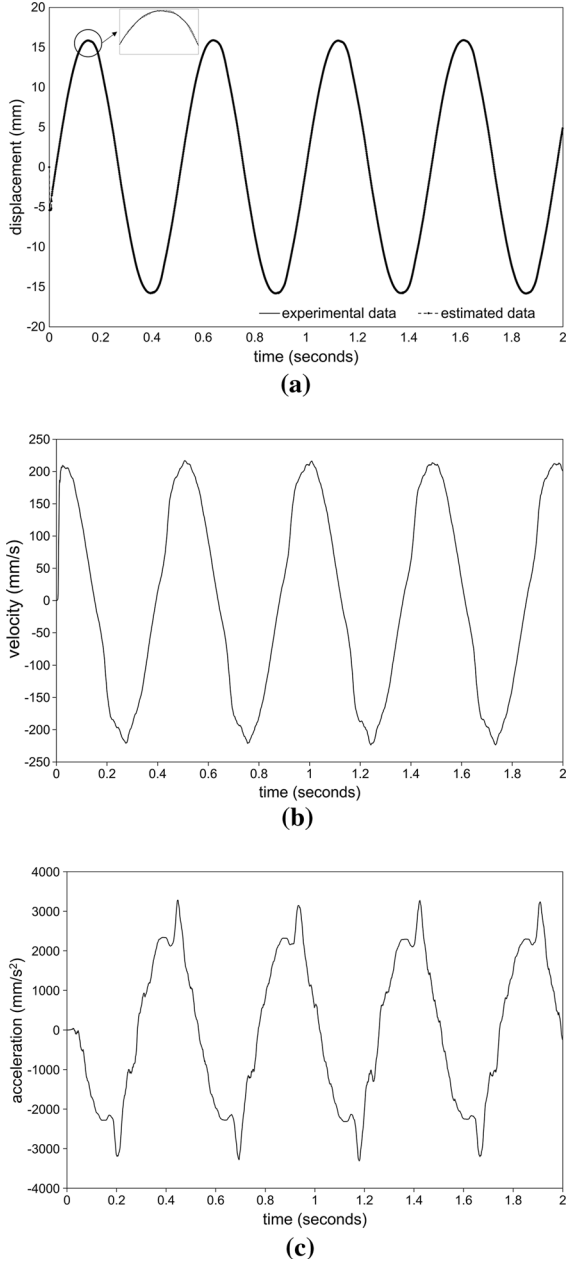 20
15
10
5
0
-5
-10
-15
-20
displacement (mm)
experimental data
estimated data
0 0.2 0.4 0.6 0.8 1 1.2 1.4 1.6 1.8 2
time (seconds)
(a)
250
200
150
100
50
0
-50
-100
-150
-200
-250
velocity (mm/s)
0 0.2 0.4 0.6 0.8 1 1.2 1.4 1.6 1.8 2
time (seconds)
(b)
4000
3000
2000
1000
0
-1000
-2000
-3000
-4000
acceleration (mm/s²)
0 0.2 0.4 0.6 0.8 1 1.2 1.4 1.6 1.8 2
time (seconds)
(c)